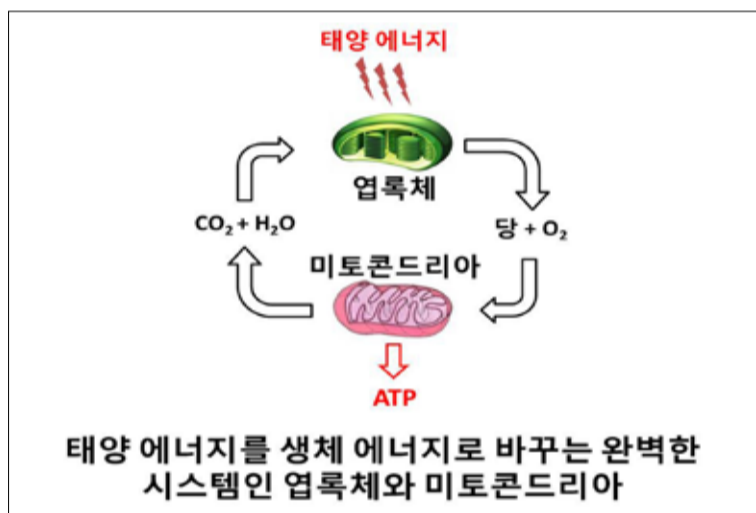 태양 에너지
엽록체
CO₂ + H₂O
당 + O₂
미토콘드리아
ATP
태양 에너지를 생체 에너지로 바꾸는 완벽한
시스템인 엽록체와 미토콘드리아